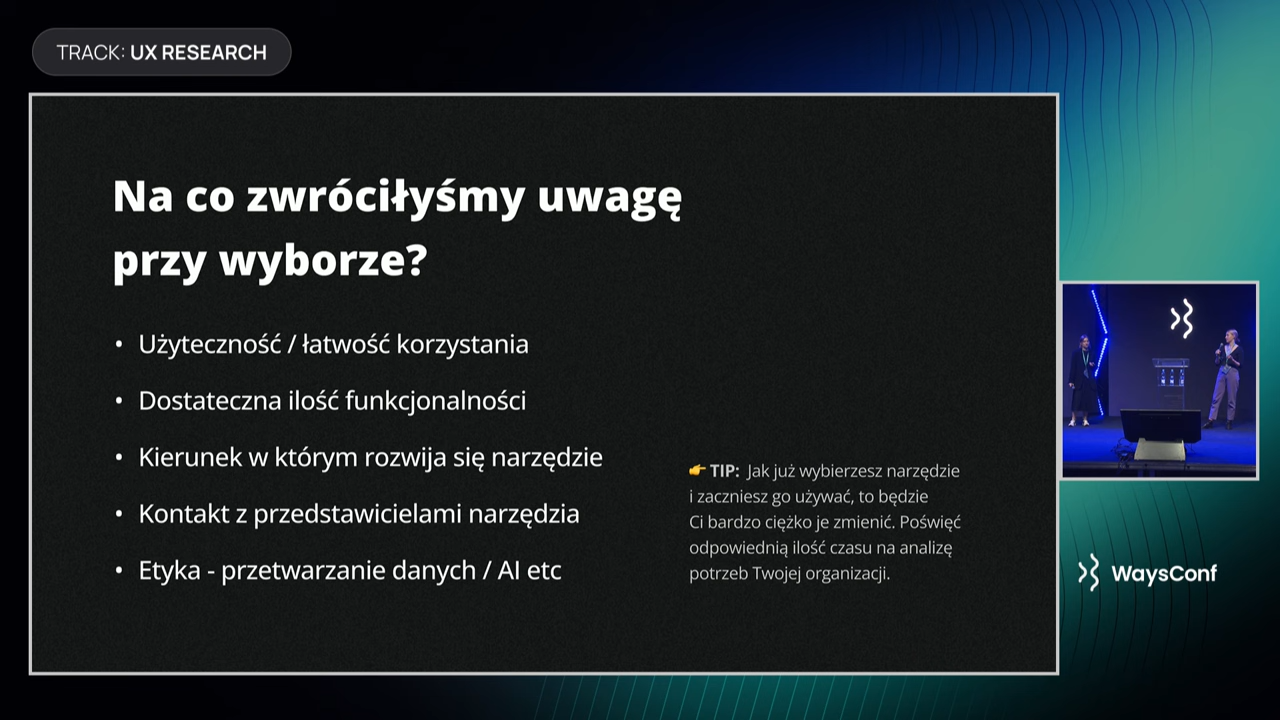 TRACK: UX RESEARCH
Na co zwróciłyśmy uwagę
przy wyborze?
• Użyteczność / łatwość korzystania
• Dostateczna ilość funkcjonalności
• Kierunek w którym rozwija się narzędzie
• Kontakt z przedstawicielami narzędzia
• Etyka - przetwarzanie danych / AI etc
👉 TIP: Jak już wybierzesz narzędzie
i zaczniesz go używać, to będzie
Ci bardzo ciężko je zmienić. Poświęć
odpowiednią ilość czasu na analizę
potrzeb Twojej organizacji.
WaysConf